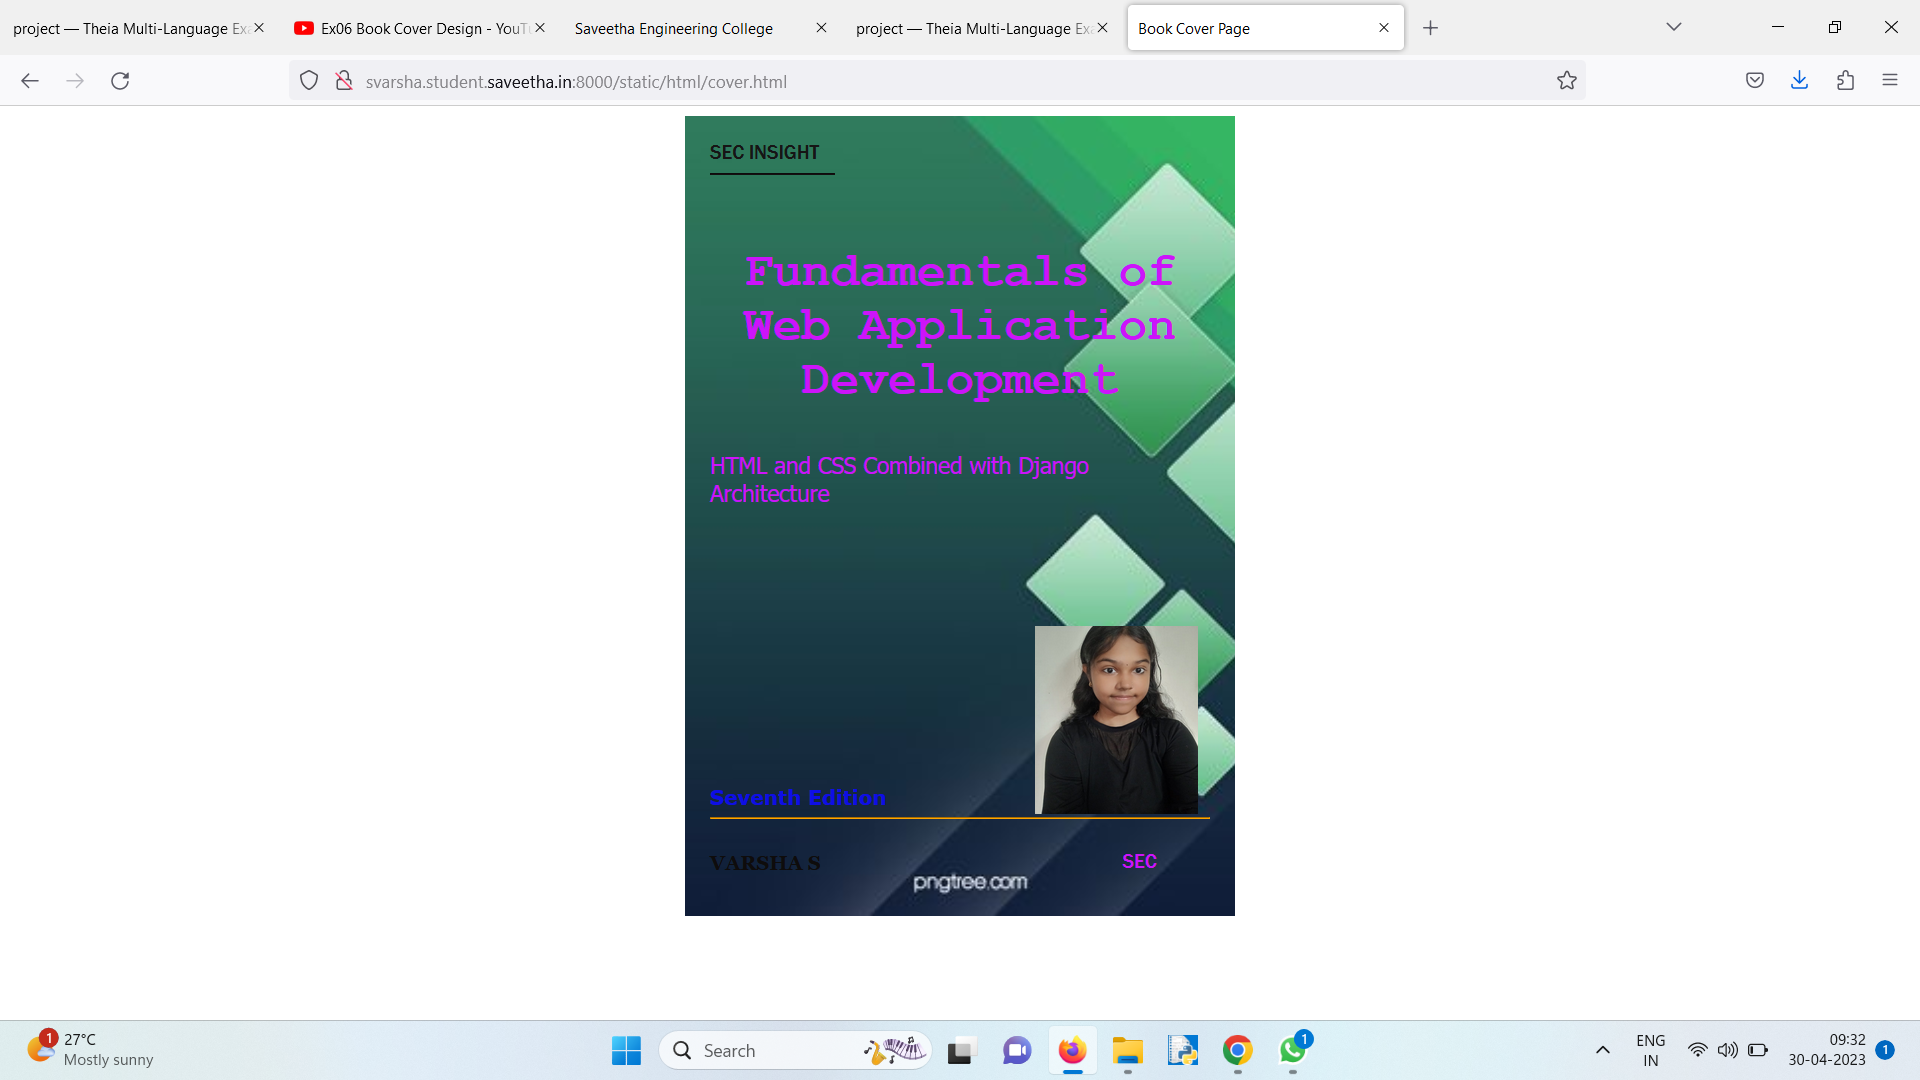 project — Theia Multi-Language Exa
Ex06 Book Cover Design - YouTu
Saveetha Engineering College
project — Theia Multi-Language Exa
Book Cover Page
svarsha.student.saveetha.in:8000/static/html/cover.html
SEC INSIGHT
Fundamentals of
Web Application
Development
HTML and CSS Combined with Django
Architecture
Seventh Edition
VARSHA S
SEC
pngtree.com
1
27°C
Mostly sunny
Search
1
ENG
IN
09:32
30-04-2023
1